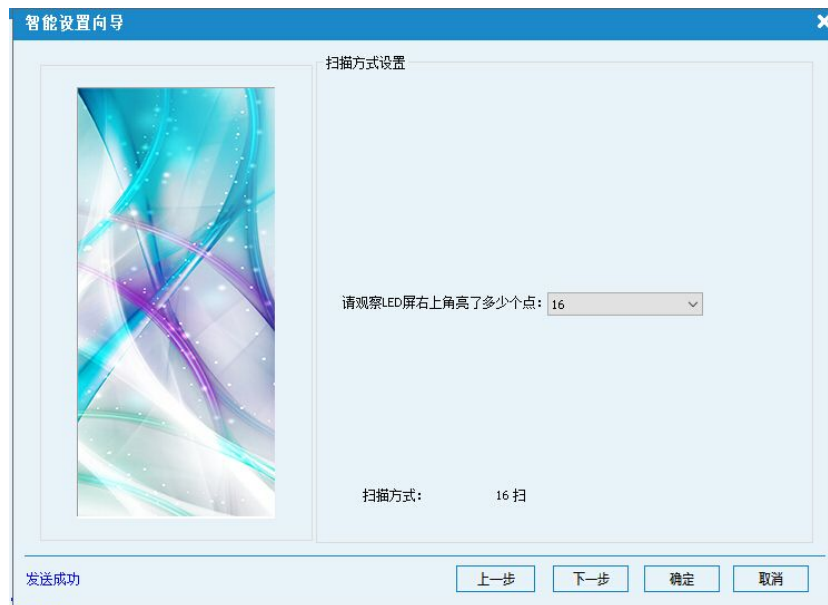 智能设置向导
扫描方式设置
请观察LED屏右上角亮了多少个点: 16
扫描方式: 16 扫
发送成功 上一步 下一步 确定 取消